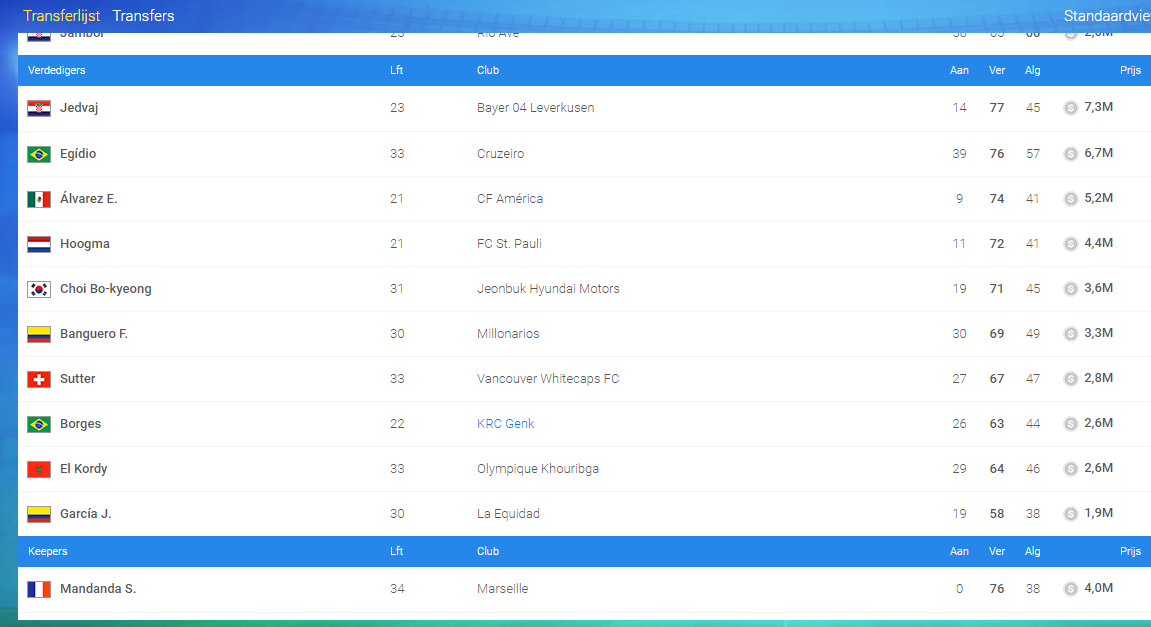 Transferlijst Transfers Standaardvie
Jambor 23 Rio Ave 2,6M
Verdedigers Lft Club Aan Ver Alg Prijs
Jedvaj 23 Bayer 04 Leverkusen 14 77 45 S 7,3M
Egídio 33 Cruzeiro 39 76 57 S 6,7M
Álvarez E. 21 CF América 9 74 41 S 5,2M
Hoogma 21 FC St. Pauli 11 72 41 S 4,4M
Choi Bo-kyeong 31 Jeonbuk Hyundai Motors 19 71 45 S 3,6M
Banguero F. 30 Millonarios 30 69 49 S 3,3M
Sutter 33 Vancouver Whitecaps FC 27 67 47 S 2,8M
Borges 22 KRC Genk 26 63 44 S 2,6M
El Kordy 33 Olympique Khouribga 29 64 46 S 2,6M
García J. 30 La Equidad 19 58 38 S 1,9M
Keepers Lft Club Aan Ver Alg Prijs
Mandanda S. 34 Marseille 0 76 38 S 4,0M